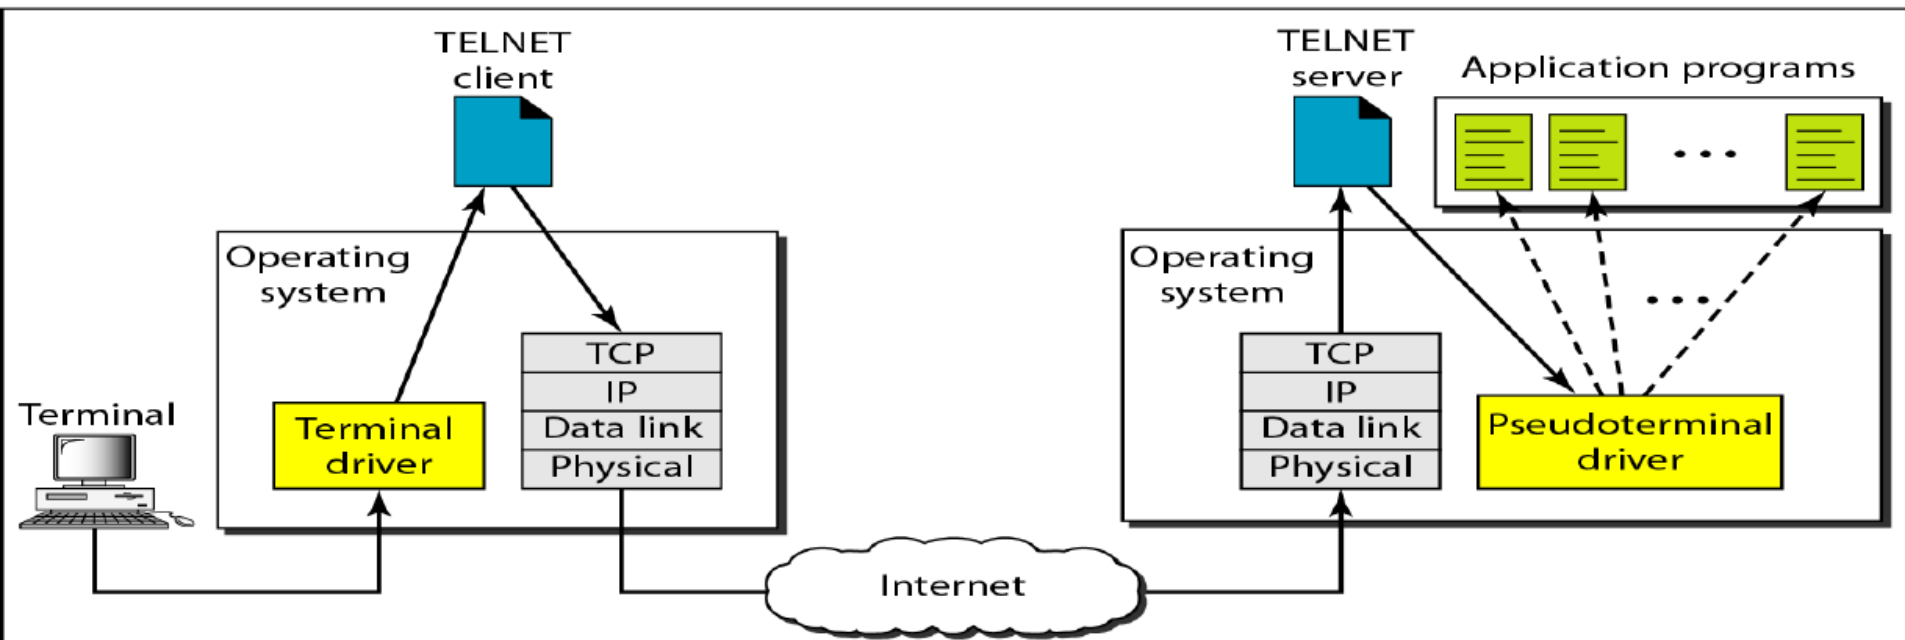 TELNET
client
TELNET
server
Application programs
Operating
system
Operating
system
TCP
IP
Data link
Physical
TCP
IP
Data link
Physical
Terminal
Terminal
driver
Pseudoterminal
driver
Internet